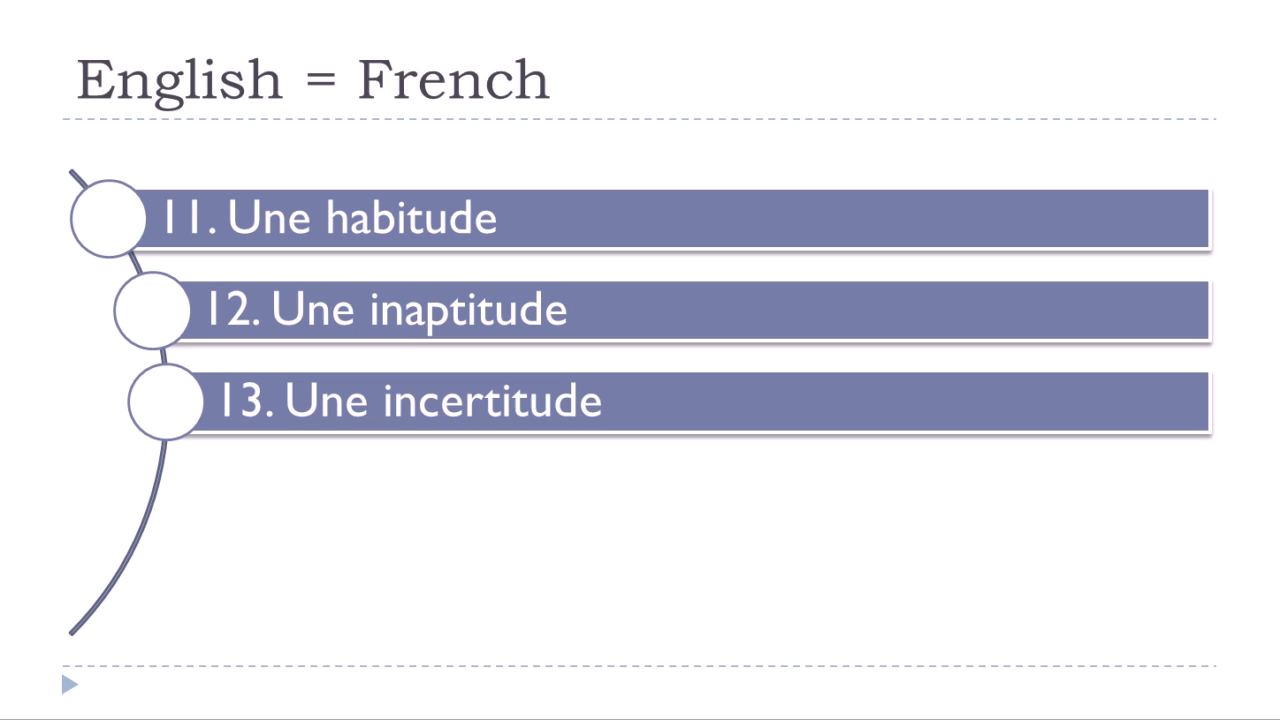 English = French
11. Une habitude
12. Une inaptitude
13. Une incertitude